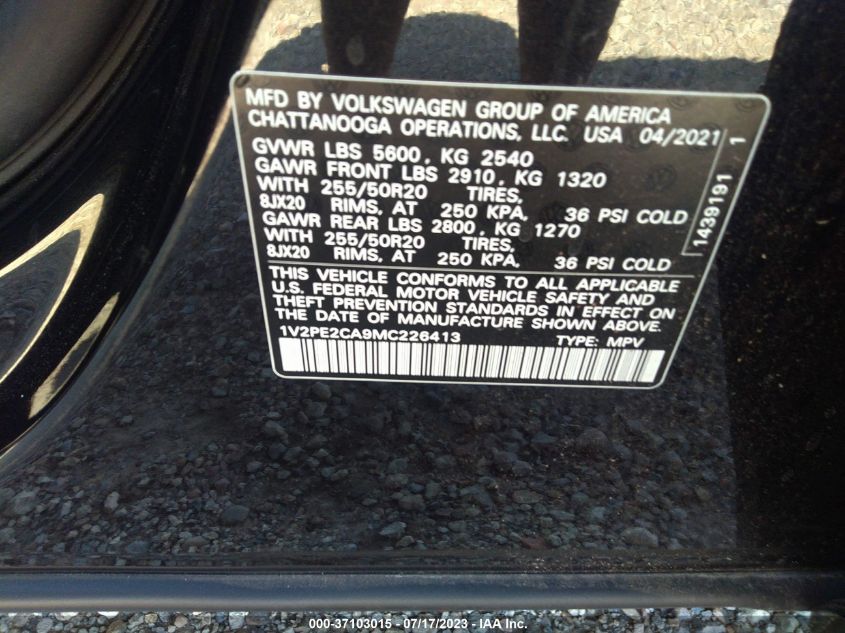 MFD BY VOLKSWAGEN GROUP OF AMERICA
CHATTANOOGA OPERATIONS, LLC. USA 04/2021
GVWR LBS 5600, KG 2540
GAWR FRONT LBS 2910, KG 1320
WITH 255/50R20 TIRES,
8JX20 RIMS, AT 250 KPA, 36 PSI COLD
GAWR REAR LBS 2800, KG 1270
WITH 255/50R20 TIRES,
8JX20 RIMS, AT 250 KPA, 36 PSI COLD
1439191 1
THIS VEHICLE CONFORMS TO ALL APPLICABLE
U.S. FEDERAL MOTOR VEHICLE SAFETY AND
THEFT PREVENTION STANDARDS IN EFFECT ON
THE DATE OF MANUFACTURE SHOWN ABOVE.
1V2PE2CA9MC226413 TYPE: MPV
000-37103015 - 07/17/2023 - IAA Inc.